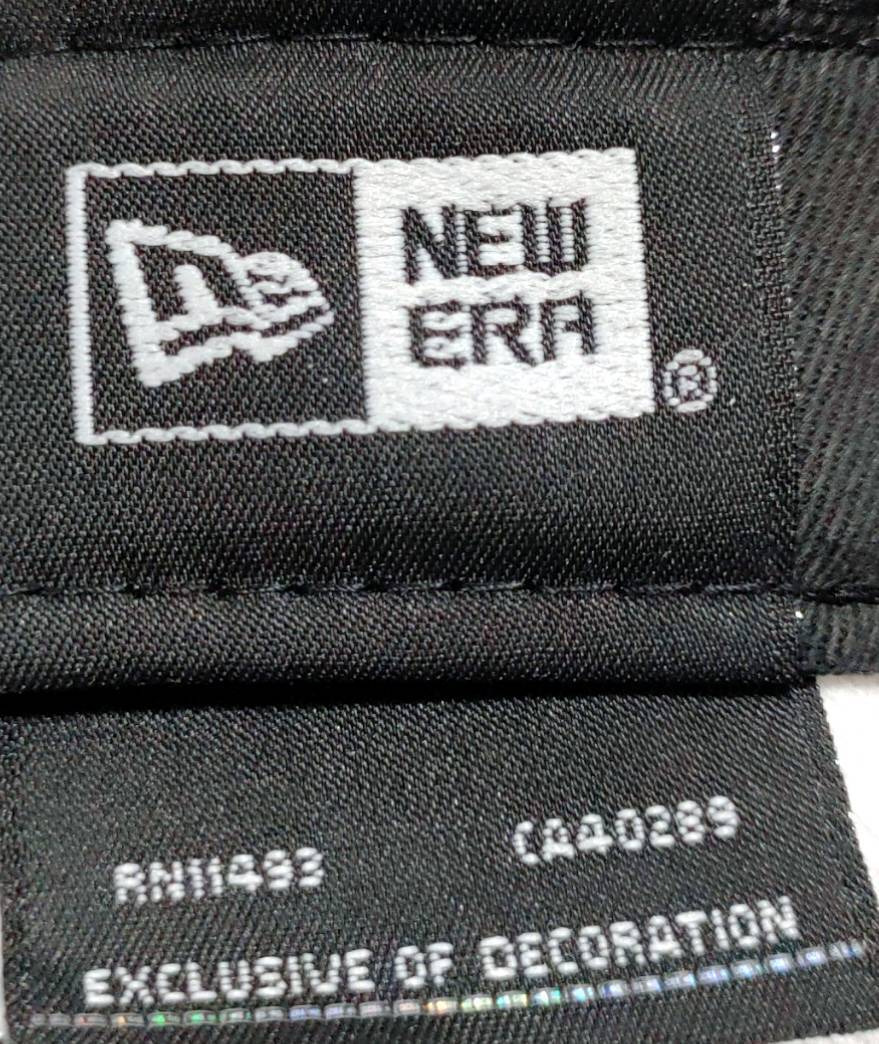 NEW
ERA
®
RN11493 CA40289
EXCLUSIVE OF DECORATION